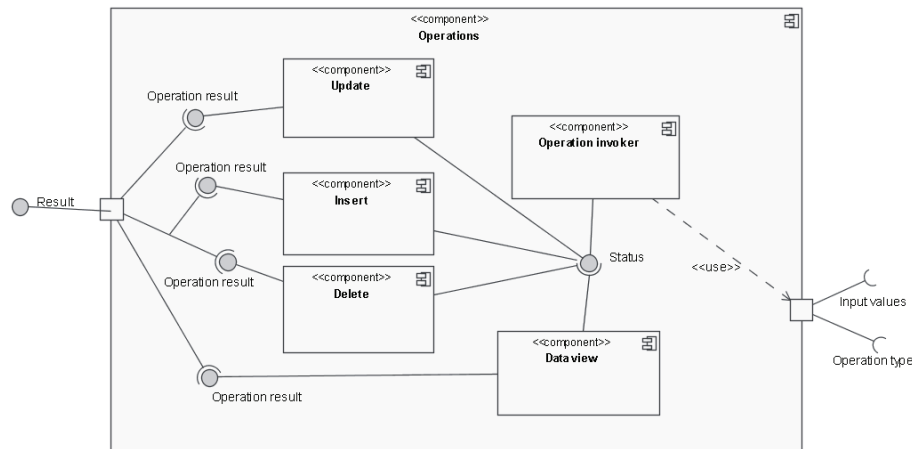 <<component>>
Operations
<<component>>
Update
Operation result
<<component>>
Operation invoker
Operation result
<<component>>
Insert
Result
Status
<<use>>
Operation result
<<component>>
Delete
Input values
<<component>>
Data view
Operation type
Operation result